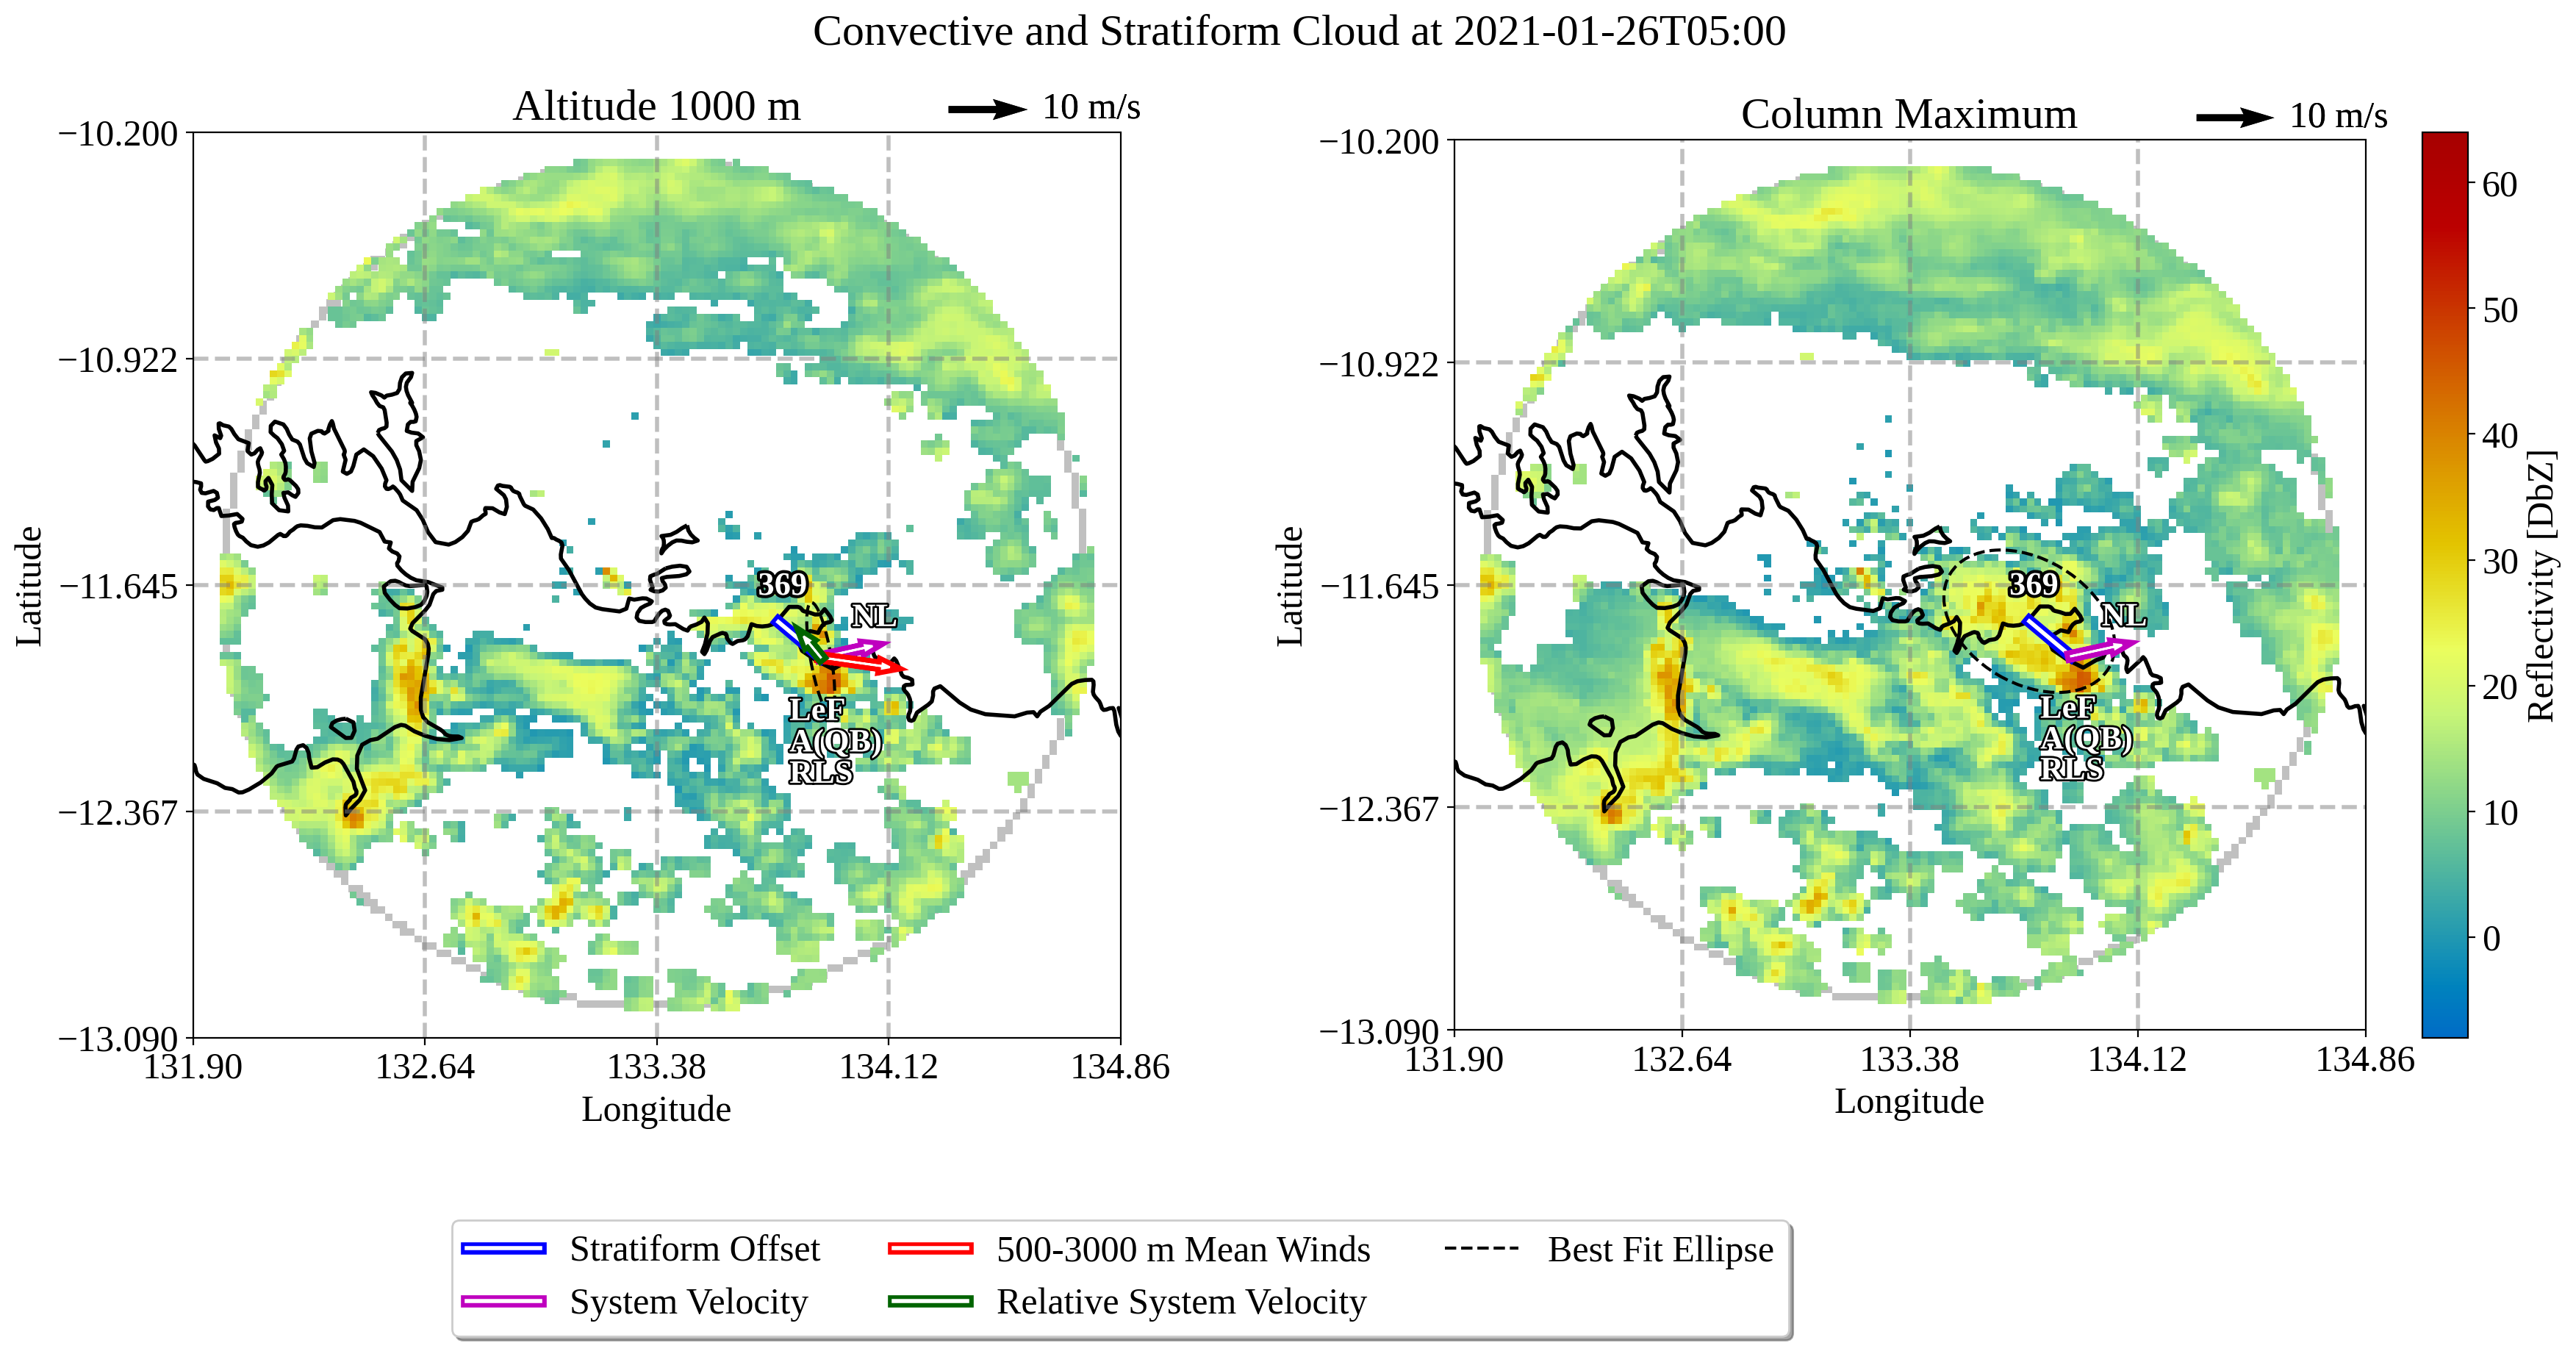 Convective and Stratiform Cloud at 2021-01-26T05:00
Altitude 1000 m
10 m/s
−10.200
−10.922
−11.645
−12.367
−13.090
Latitude
369
NL
LeF
A(QB)
RLS
131.90
132.64
133.38
134.12
134.86
Longitude
Column Maximum
10 m/s
−10.200
−10.922
−11.645
−12.367
−13.090
Latitude
369
NL
LeF
A(QB)
RLS
131.90
132.64
133.38
134.12
134.86
Longitude
60
50
40
30
20
10
0
Reflectivity [DbZ]
Stratiform Offset
500-3000 m Mean Winds
Best Fit Ellipse
System Velocity
Relative System Velocity